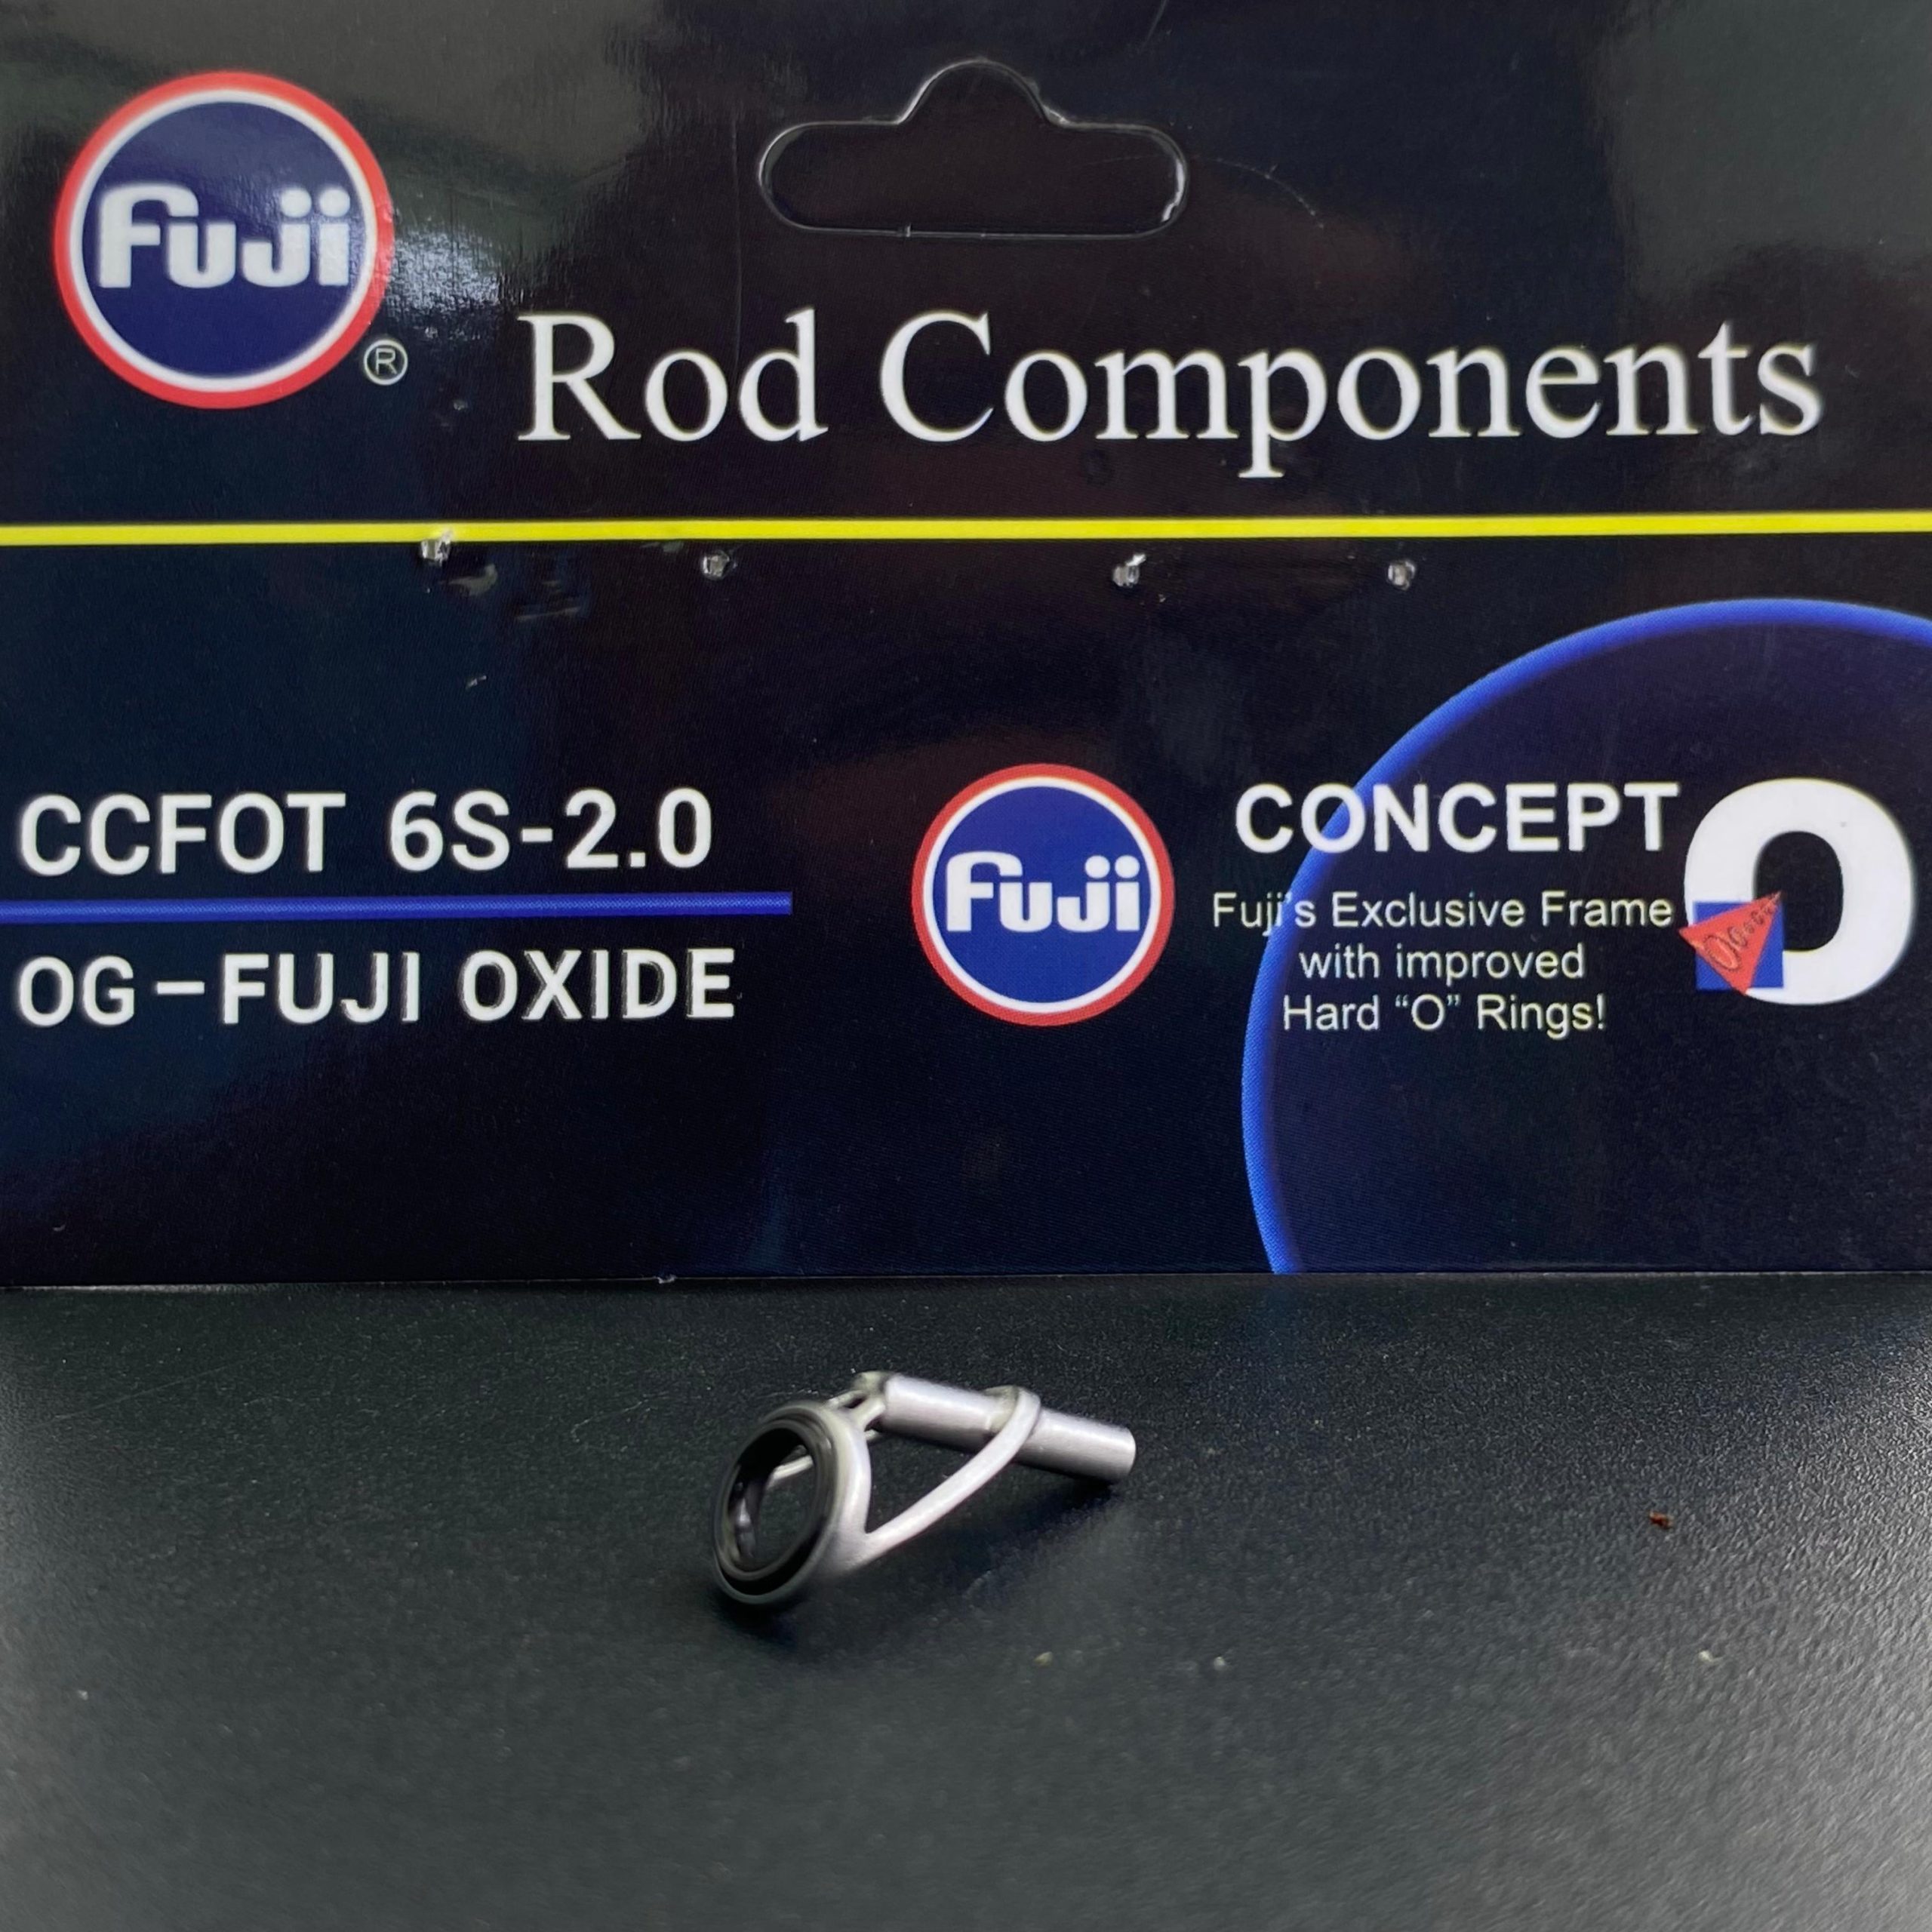 Fuji
®
Rod Components
CCFOT 6S-2.0
OG-FUJI OXIDE
Fuji
CONCEPT O
Fuji's Exclusive Frame
with improved
Hard “O” Rings!